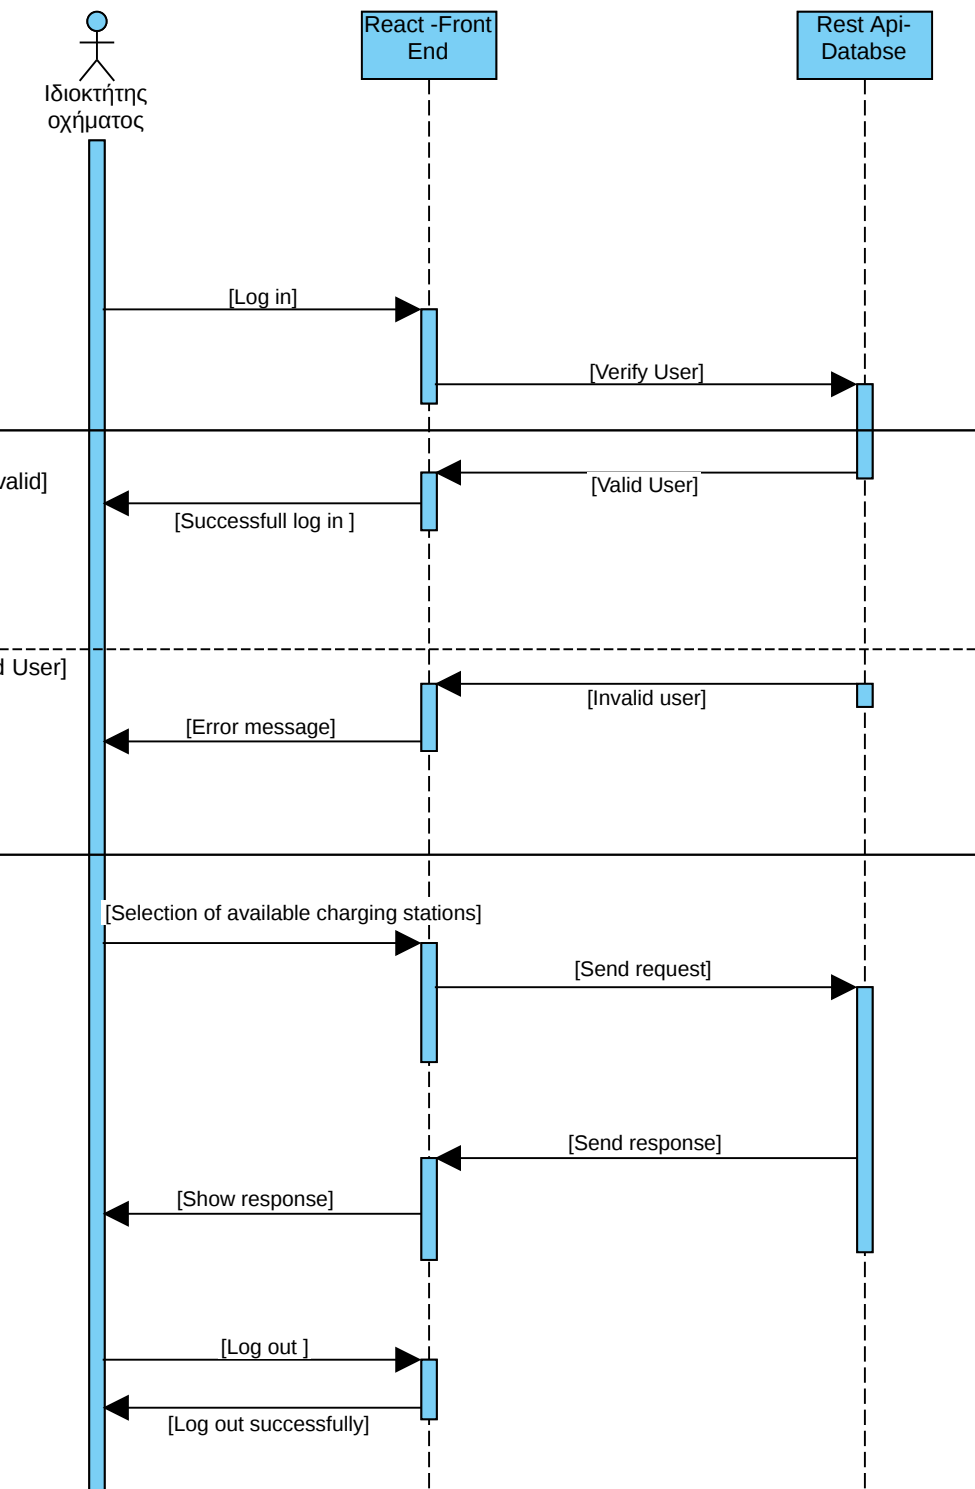 Ιδιοκτήτης
οχήματος
React -Front
End
Rest Api-
Databse
[Log in]
[Verify User]
valid]
[Valid User]
[Successfull log in ]
d User]
[Invalid user]
[Error message]
[Selection of available charging stations]
[Send request]
[Send response]
[Show response]
[Log out ]
[Log out successfully]